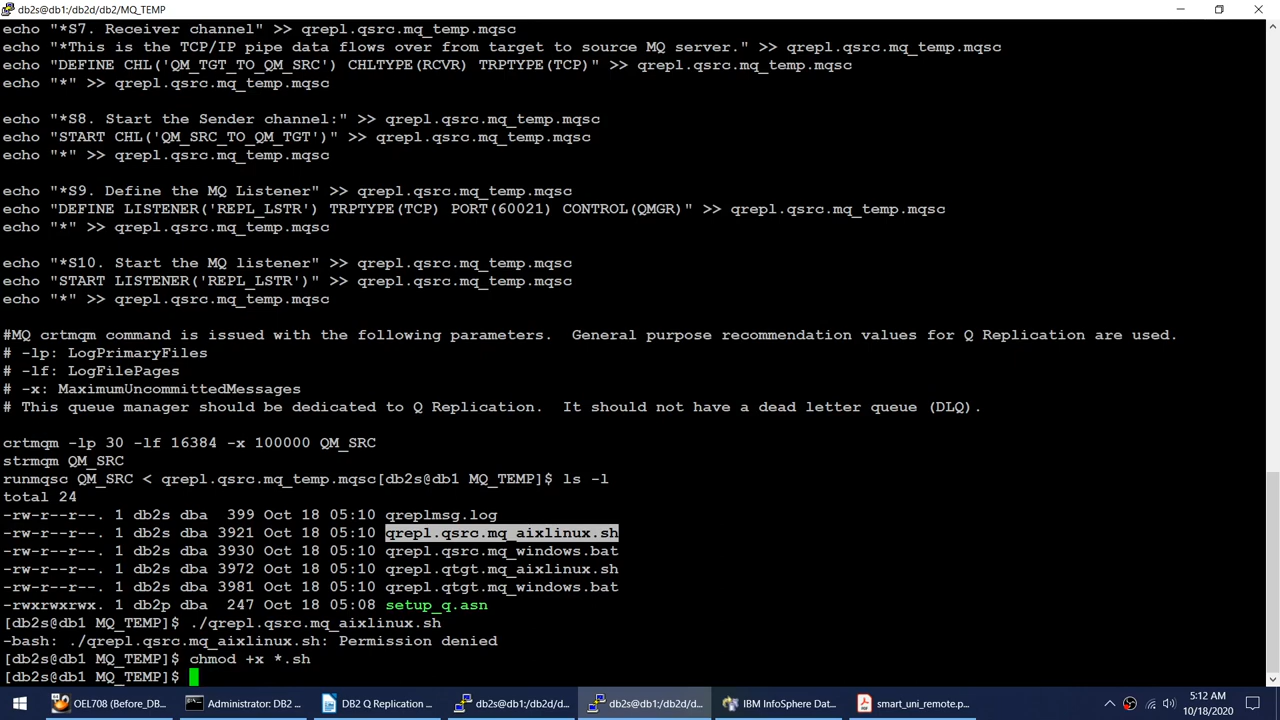 db2s@db1:/db2d/db2/MQ_TEMP
echo "*S7. Receiver channel" >> qrepl.qsrc.mq_temp.mqsc
echo "*This is the TCP/IP pipe data flows over from target to source MQ server." >> qrepl.qsrc.mq_temp.mqsc
echo "DEFINE CHL('QM_TGT_TO_QM_SRC') CHLTYPE(RCVR) TRPTYPE(TCP)" >> qrepl.qsrc.mq_temp.mqsc
echo "*" >> qrepl.qsrc.mq_temp.mqsc
echo "*S8. Start the Sender channel:" >> qrepl.qsrc.mq_temp.mqsc
echo "START CHL('QM_SRC_TO_QM_TGT')" >> qrepl.qsrc.mq_temp.mqsc
echo "*" >> qrepl.qsrc.mq_temp.mqsc
echo "*S9. Define the MQ Listener" >> qrepl.qsrc.mq_temp.mqsc
echo "DEFINE LISTENER('REPL_LSTR') TRPTYPE(TCP) PORT(60021) CONTROL(QMGR)" >> qrepl.qsrc.mq_temp.mqsc
echo "*" >> qrepl.qsrc.mq_temp.mqsc
echo "*S10. Start the MQ listener" >> qrepl.qsrc.mq_temp.mqsc
echo "START LISTENER('REPL_LSTR')" >> qrepl.qsrc.mq_temp.mqsc
echo "*" >> qrepl.qsrc.mq_temp.mqsc
#MQ crtmqm command is issued with the following parameters.  General purpose recommendation values for Q Replication are used.
# -lp: LogPrimaryFiles
# -lf: LogFilePages
# -x: MaximumUncommittedMessages
# This queue manager should be dedicated to Q Replication.  It should not have a dead letter queue (DLQ).
crtmqm -lp 30 -lf 16384 -x 100000 QM_SRC
strmqm QM_SRC
runmqsc QM_SRC < qrepl.qsrc.mq_temp.mqsc[db2s@db1 MQ_TEMP]$ ls -l
total 24
-rw-r--r--. 1 db2s dba  399 Oct 18 05:10 qreplmsg.log
-rw-r--r--. 1 db2s dba 3921 Oct 18 05:10 qrepl.qsrc.mq_aixlinux.sh
-rw-r--r--. 1 db2s dba 3930 Oct 18 05:10 qrepl.qsrc.mq_windows.bat
-rw-r--r--. 1 db2s dba 3972 Oct 18 05:10 qrepl.qtgt.mq_aixlinux.sh
-rw-r--r--. 1 db2s dba 3981 Oct 18 05:10 qrepl.qtgt.mq_windows.bat
-rwxrwxrwx. 1 db2p dba  247 Oct 18 05:08 setup_q.asn
[db2s@db1 MQ_TEMP]$ ./qrepl.qsrc.mq_aixlinux.sh
-bash: ./qrepl.qsrc.mq_aixlinux.sh: Permission denied
[db2s@db1 MQ_TEMP]$ chmod +x *.sh
[db2s@db1 MQ_TEMP]$
OEL708 (Before_DB... Administrator: DB2 ... DB2 Q Replication ... db2s@db1:/db2d/d... db2s@db1:/db2d/d... IBM InfoSphere Dat... smart_uni_remote.p... 5:12 AM
10/18/2020